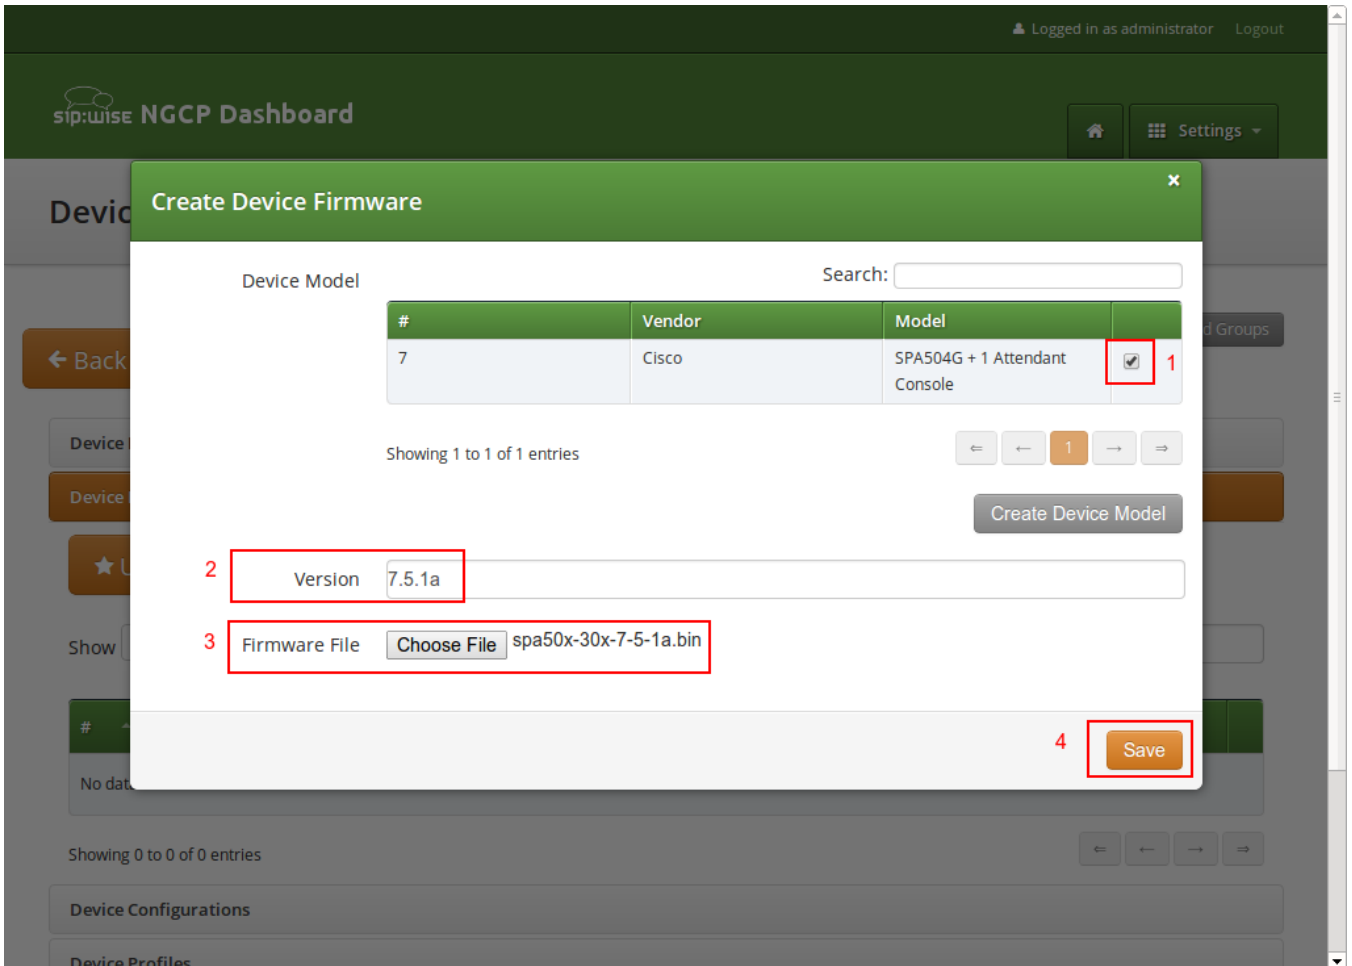 Logged in as administrator Logout
sip:wise NGCP Dashboard
Settings
Create Device Firmware
×
Devic
Device Model
Search:
# Vendor Model
7 Cisco SPA504G + 1 Attendant
Console
1
d Groups
Back
Device
Showing 1 to 1 of 1 entries
⇐ ← 1 → ⇒
Device
Create Device Model
2
Version 7.5.1a
3
Firmware File Choose File spa50x-30x-7-5-1a.bin
Show
#
4
Save
No dat
Showing 0 to 0 of 0 entries
⇐ ← → ⇒
Device Configurations
Device Profiles